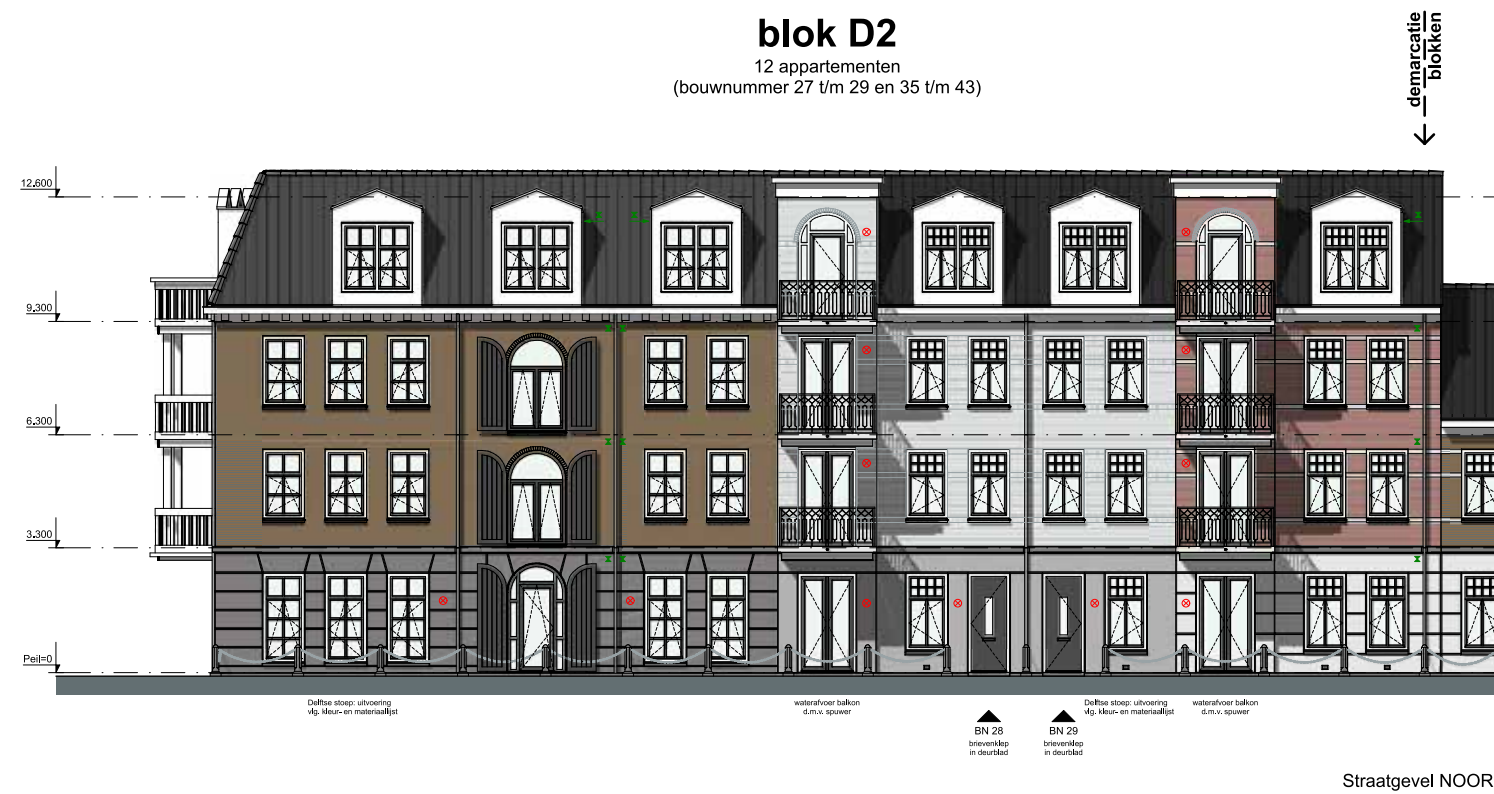 blok D2
12 appartementen
(bouwnummer 27 t/m 29 en 35 t/m 43)
demarcatie
blokken
12.600
9.300
6.300
3.300
Peil=0
Delftse stoep: uitvoering
vlg. kleur- en materiaallijst
waterafvoer balkon
d.m.v. spuwer
BN 28
brievenklep
in deurblad
BN 29
brievenklep
in deurblad
Delftse stoep: uitvoering
vlg. kleur- en materiaallijst
waterafvoer balkon
d.m.v. spuwer
Straatgevel NOOR